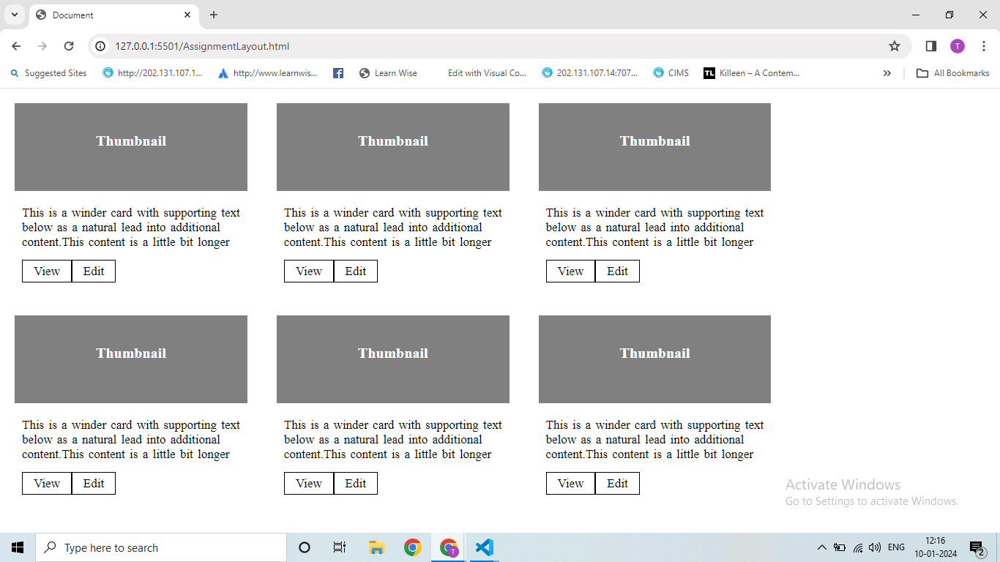 Document
127.0.0.1:5501/AssignmentLayout.html
T
Suggested Sites http://202.131.107.1... http://www.learnwis... Learn Wise Edit with Visual Co... 202.131.107.14:707... CIMS TL Killeen – A Contem... » All Bookmarks
Thumbnail Thumbnail Thumbnail
This is a winder card with supporting text
below as a natural lead into additional
content.This content is a little bit longer
View Edit
This is a winder card with supporting text
below as a natural lead into additional
content.This content is a little bit longer
View Edit
This is a winder card with supporting text
below as a natural lead into additional
content.This content is a little bit longer
View Edit
Thumbnail Thumbnail Thumbnail
This is a winder card with supporting text
below as a natural lead into additional
content.This content is a little bit longer
View Edit
This is a winder card with supporting text
below as a natural lead into additional
content.This content is a little bit longer
View Edit
This is a winder card with supporting text
below as a natural lead into additional
content.This content is a little bit longer
View Edit
Activate Windows
Go to Settings to activate Windows.
Type here to search
T
ENG
12:16
10-01-2024
2